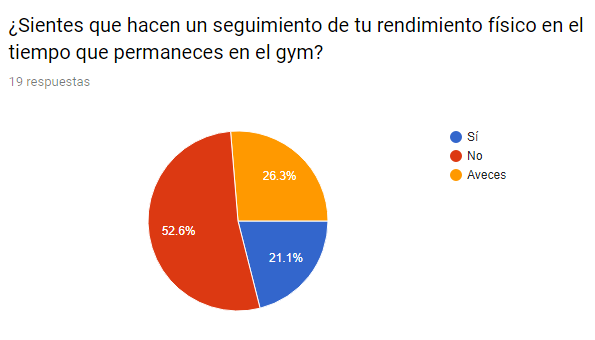 ¿Sientes que hacen un seguimiento de tu rendimiento físico en el
tiempo que permaneces en el gym?
19 respuestas
Sí
No
Aveces
26.3%
52.6%
21.1%